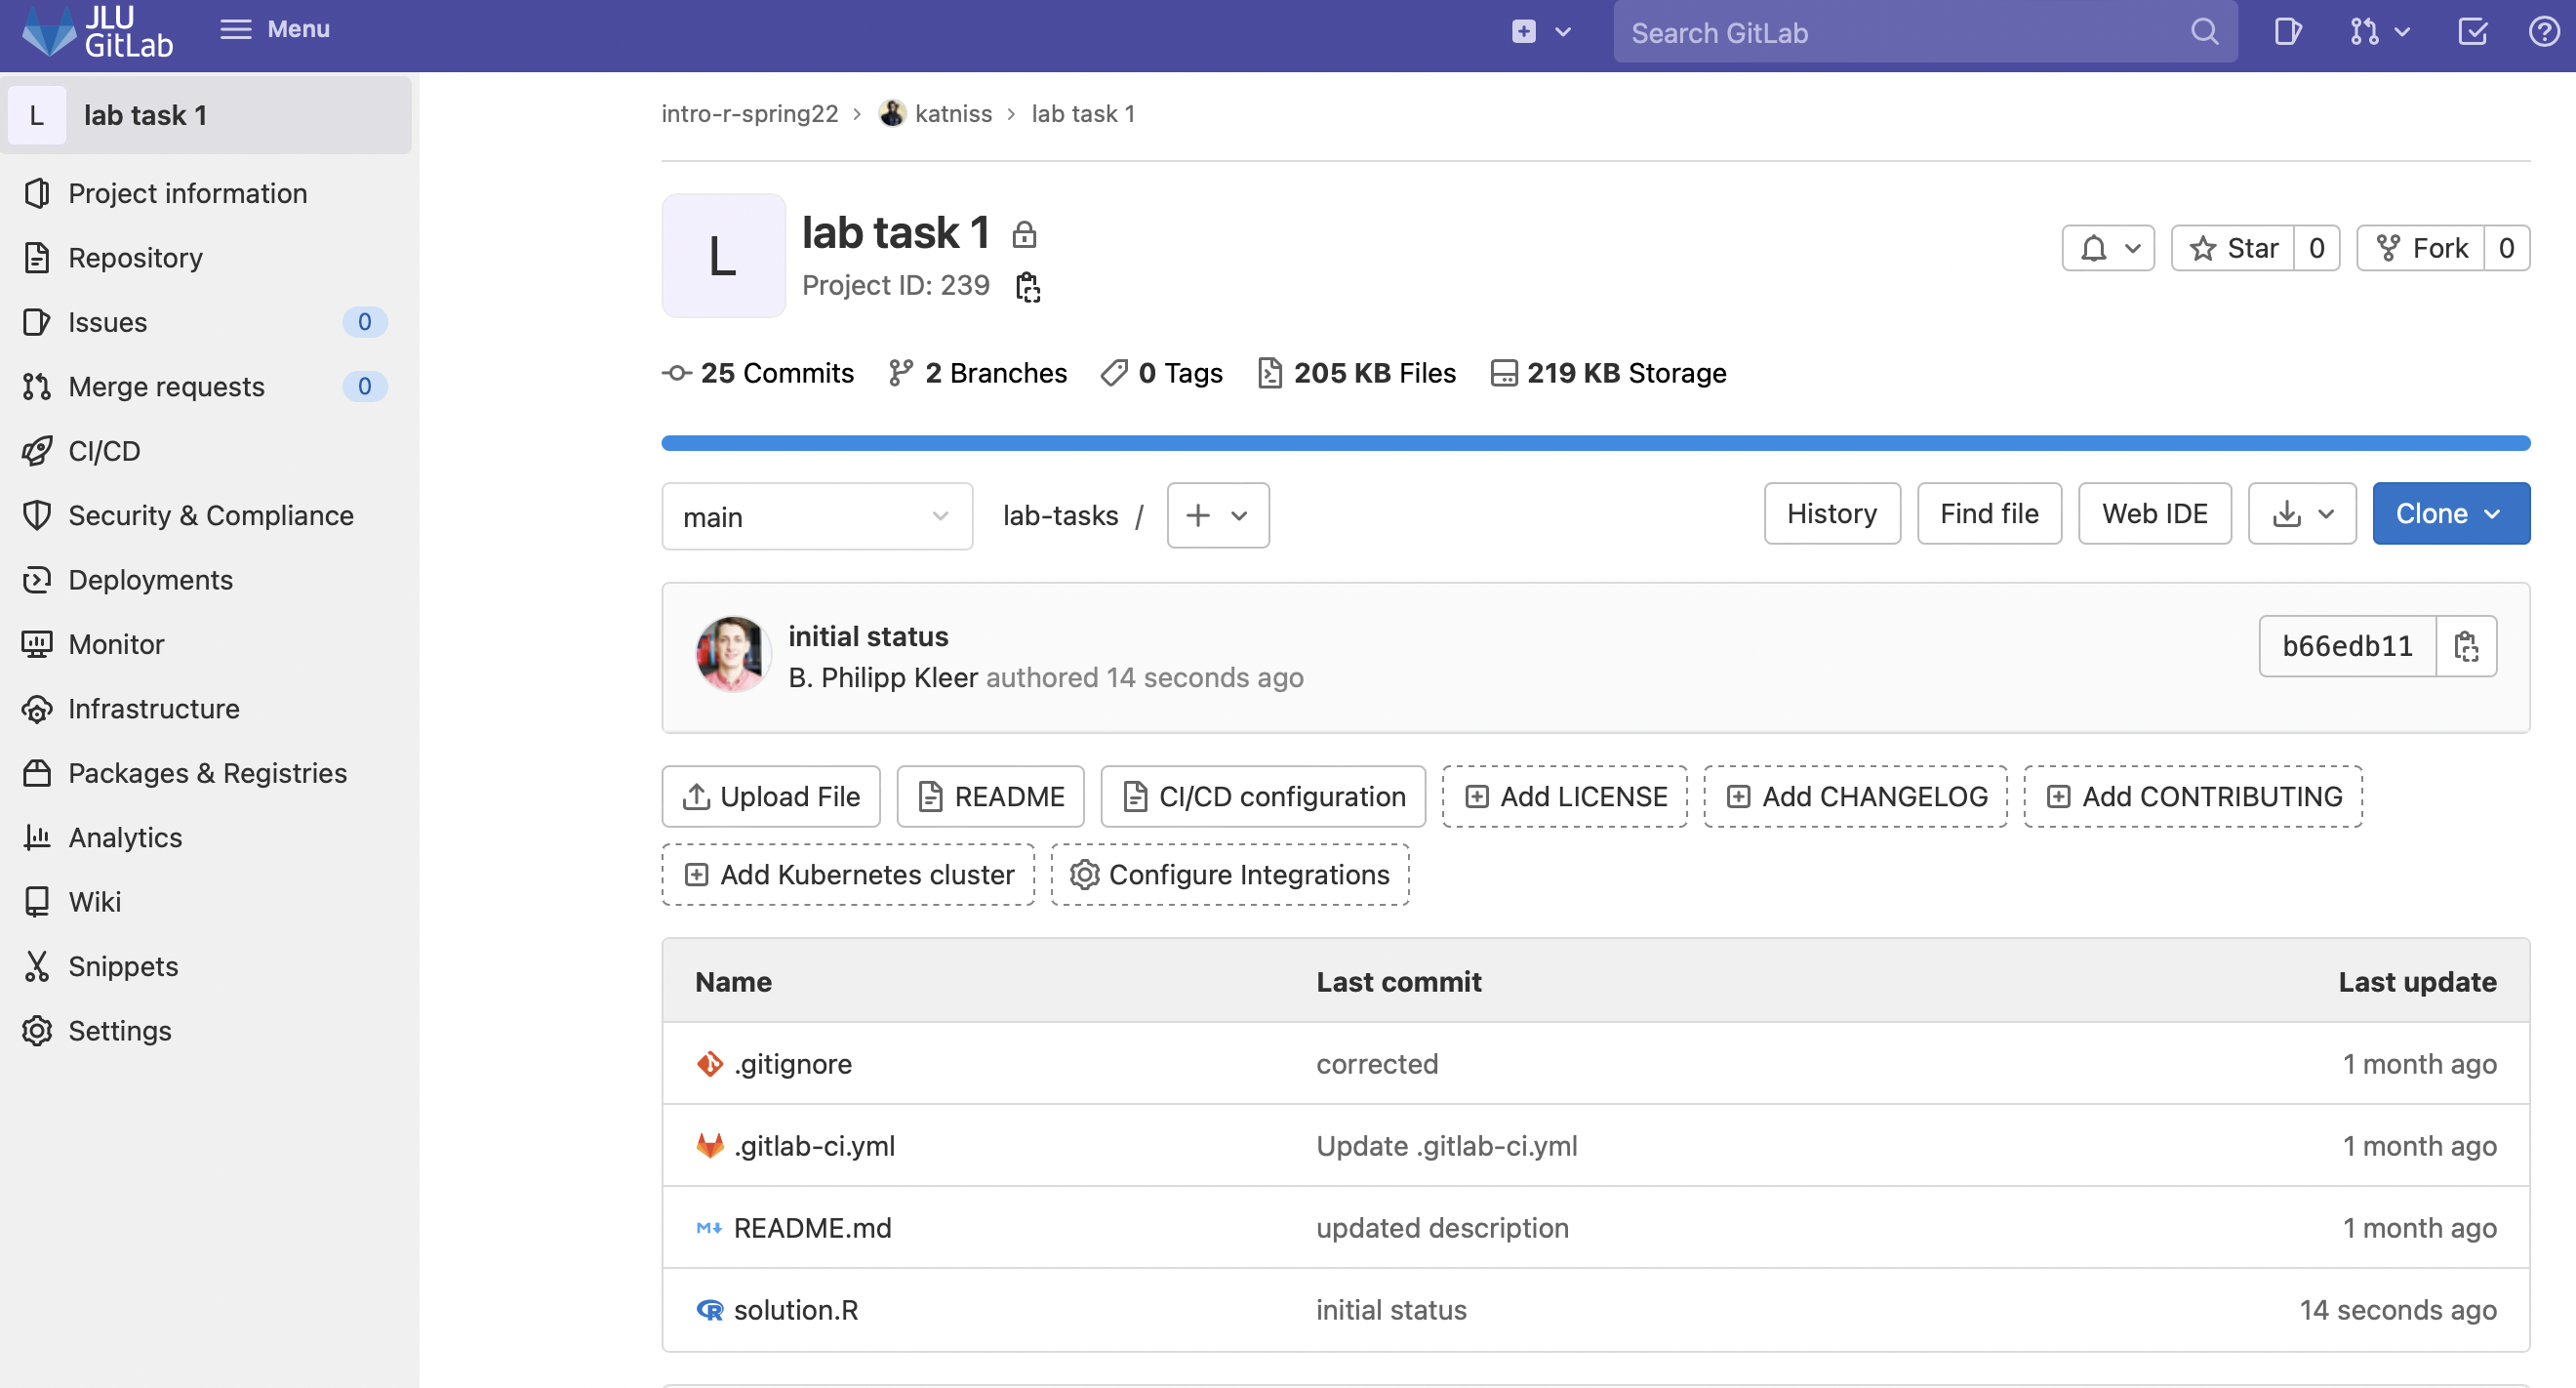 JLU
GitLab
Menu
Search GitLab
L lab task 1
Project information
Repository
Issues 0
Merge requests 0
CI/CD
Security & Compliance
Deployments
Monitor
Infrastructure
Packages & Registries
Analytics
Wiki
Snippets
Settings
intro-r-spring22 › katniss › lab task 1
L
lab task 1
Project ID: 239
Star 0
Fork 0
25 Commits 2 Branches 0 Tags 205 KB Files 219 KB Storage
main lab-tasks / + History Find file Web IDE Clone
initial status
B. Philipp Kleer authored 14 seconds ago
b66edb11
Upload File README CI/CD configuration Add LICENSE Add CHANGELOG Add CONTRIBUTING
Add Kubernetes cluster Configure Integrations
Name Last commit Last update
.gitignore corrected 1 month ago
.gitlab-ci.yml Update .gitlab-ci.yml 1 month ago
README.md updated description 1 month ago
solution.R initial status 14 seconds ago